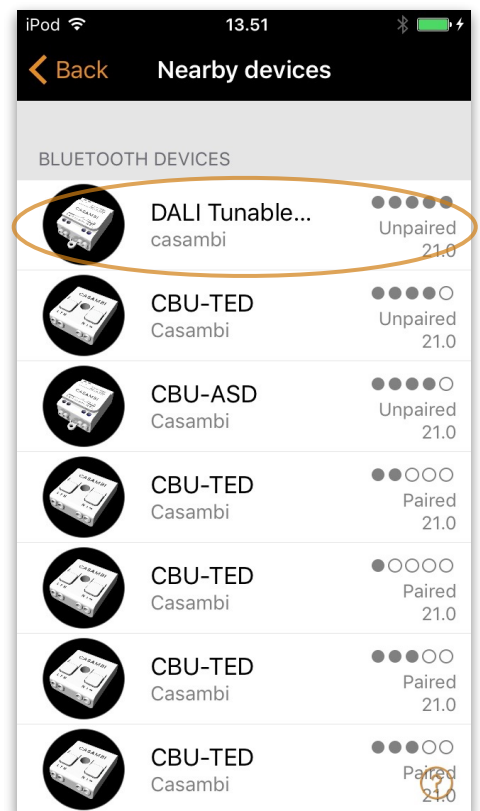 iPod 13.51
Back Nearby devices
BLUETOOTH DEVICES
DALI Tunable...
casambi
Unpaired
21.0
CBU-TED
Casambi
Unpaired
21.0
CBU-ASD
Casambi
Unpaired
21.0
CBU-TED
Casambi
Paired
21.0
CBU-TED
Casambi
Paired
21.0
CBU-TED
Casambi
Paired
21.0
CBU-TED
Casambi
Paired
21.0
?